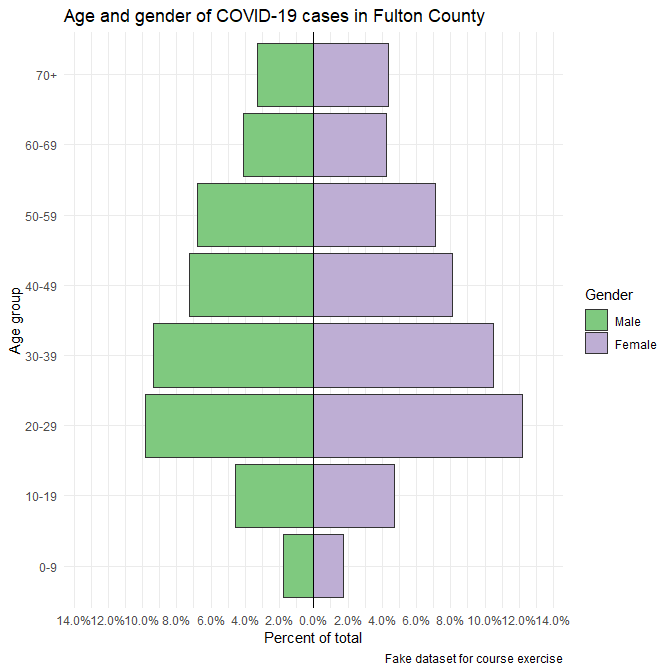 Age and gender of COVID-19 cases in Fulton County
70+
60-69
50-59
40-49
30-39
20-29
10-19
0-9
Age group
14.0%12.0%10.0% 8.0% 6.0% 4.0% 2.0% 0.0% 2.0% 4.0% 6.0% 8.0% 10.0%12.0%14.0%
Percent of total
Gender
Male
Female
Fake dataset for course exercise